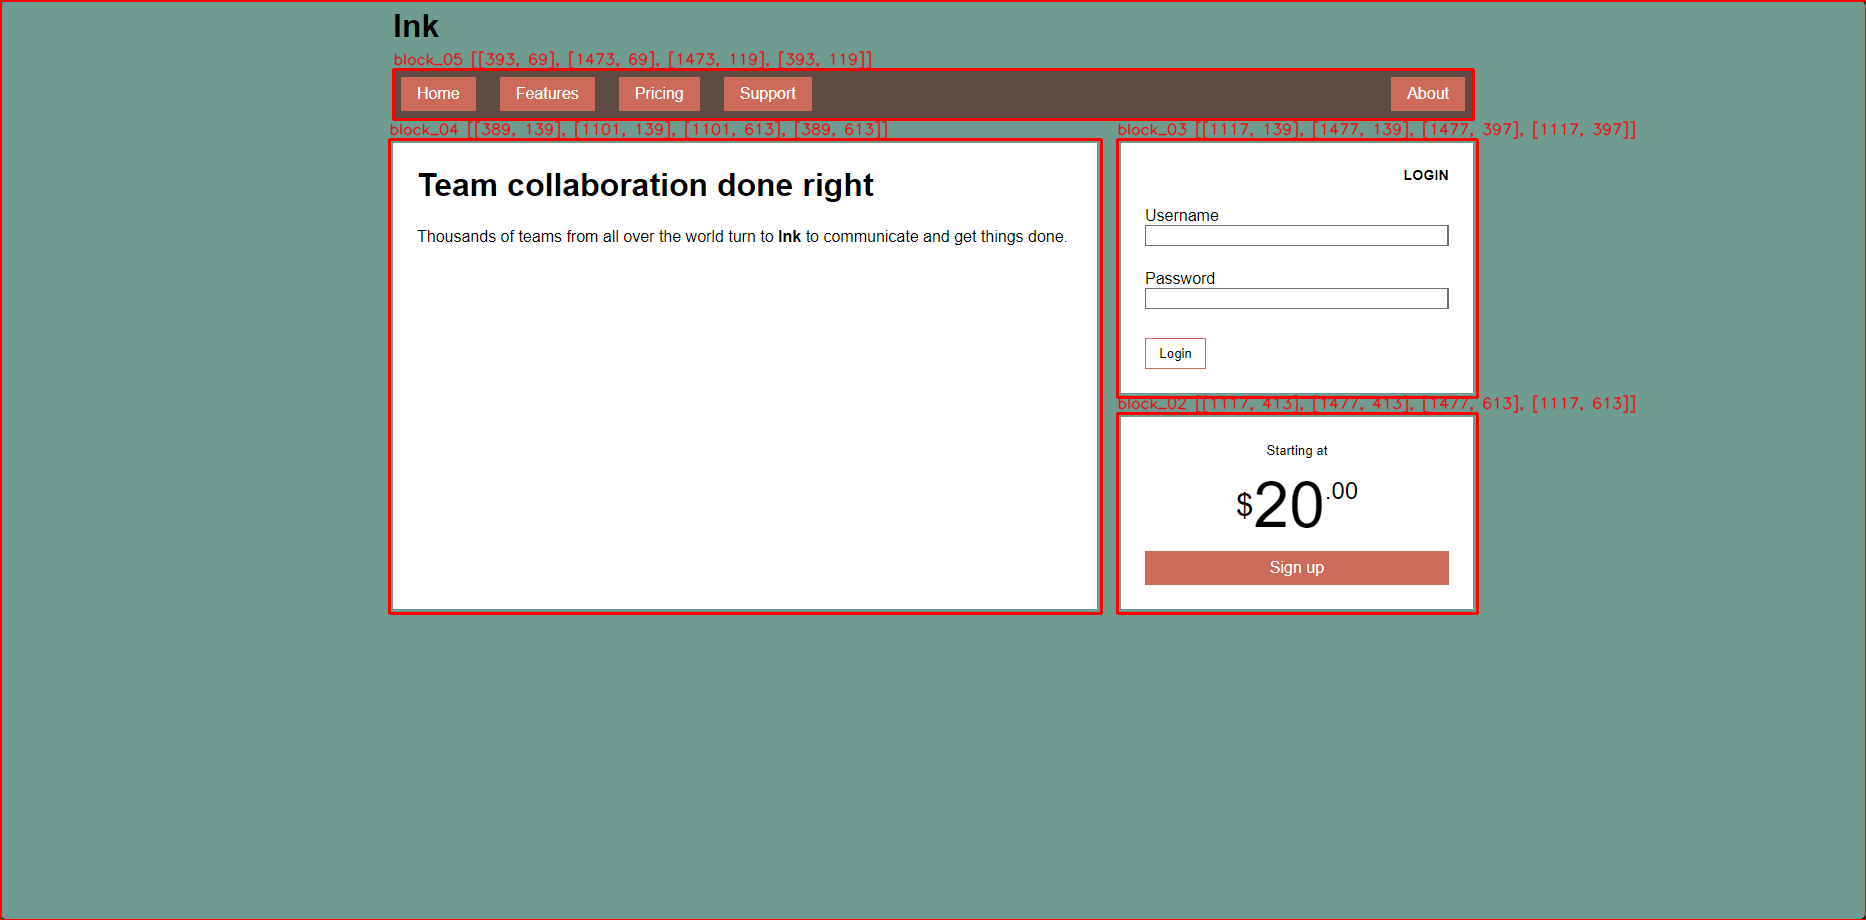 Ink
block_05 [[393, 69], [1473, 69], [1473, 119], [393, 119]]
Home Features Pricing Support About
block_04 [[389, 139], [1101, 139], [1101, 613], [389, 613]]
Team collaboration done right
Thousands of teams from all over the world turn to Ink to communicate and get things done.
block_03 [[1117, 139], [1477, 139], [1477, 397], [1117, 397]]
LOGIN
Username
Password
Login
block_02 [[1117, 413], [1477, 413], [1477, 613], [1117, 613]]
Starting at
$20.00
Sign up